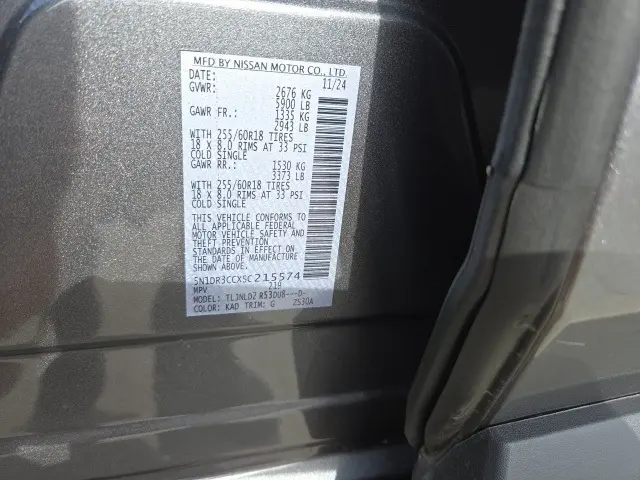 MFD BY NISSAN MOTOR CO., LTD.
DATE: 11/24
GVWR: 2676 KG
5900 LB
GAWR FR.: 1335 KG
2943 LB
WITH 255/60R18 TIRES
18 X 8.0 RIMS AT 33 PSI
COLD SINGLE
GAWR RR.: 1530 KG
3373 LB
WITH 255/60R18 TIRES
18 X 8.0 RIMS AT 33 PSI
COLD SINGLE
THIS VEHICLE CONFORMS TO
ALL APPLICABLE FEDERAL
MOTOR VEHICLE SAFETY AND
THEFT PREVENTION
STANDARDS IN EFFECT ON
THE DATE OF MANUFACTURE
SHOWN ABOVE.
5N1DR3CCXSC215574
MPV 219
MODEL: TLJNLDZ R53DU8---D-
COLOR: KAD TRIM: G ZS30A